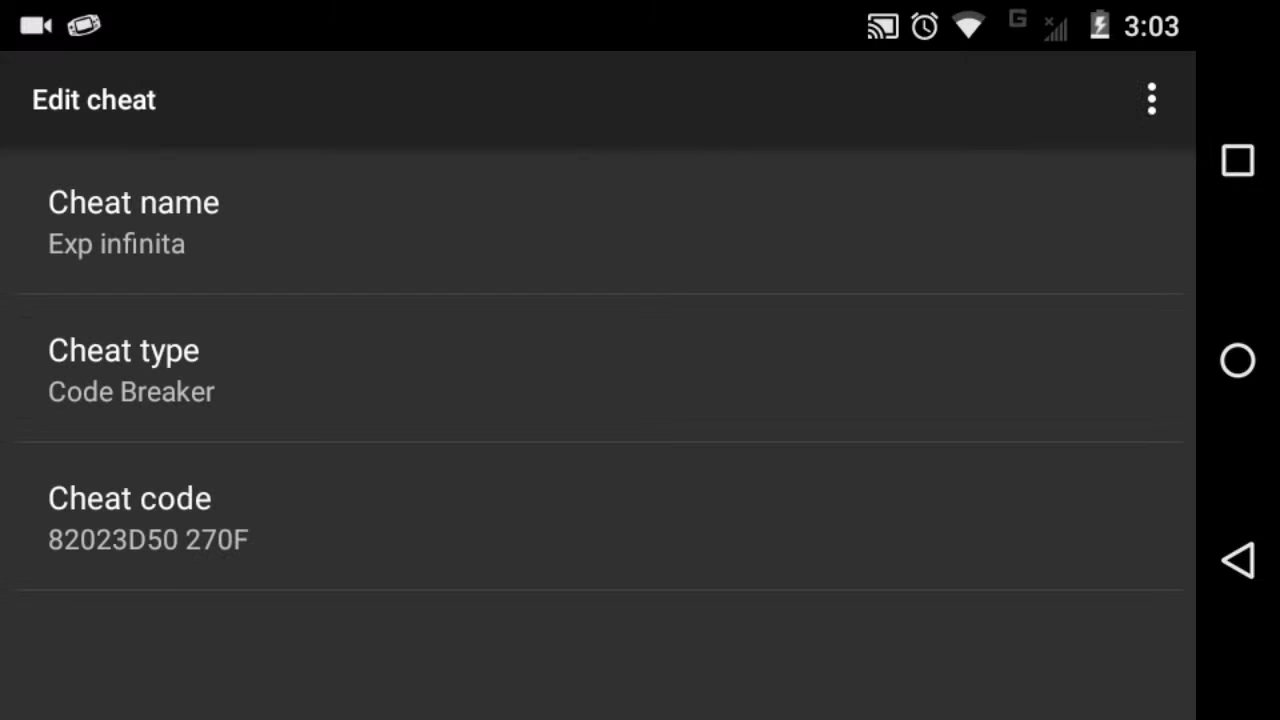 G
3:03
Edit cheat
Cheat name
Exp infinita
Cheat type
Code Breaker
Cheat code
82023D50 270F